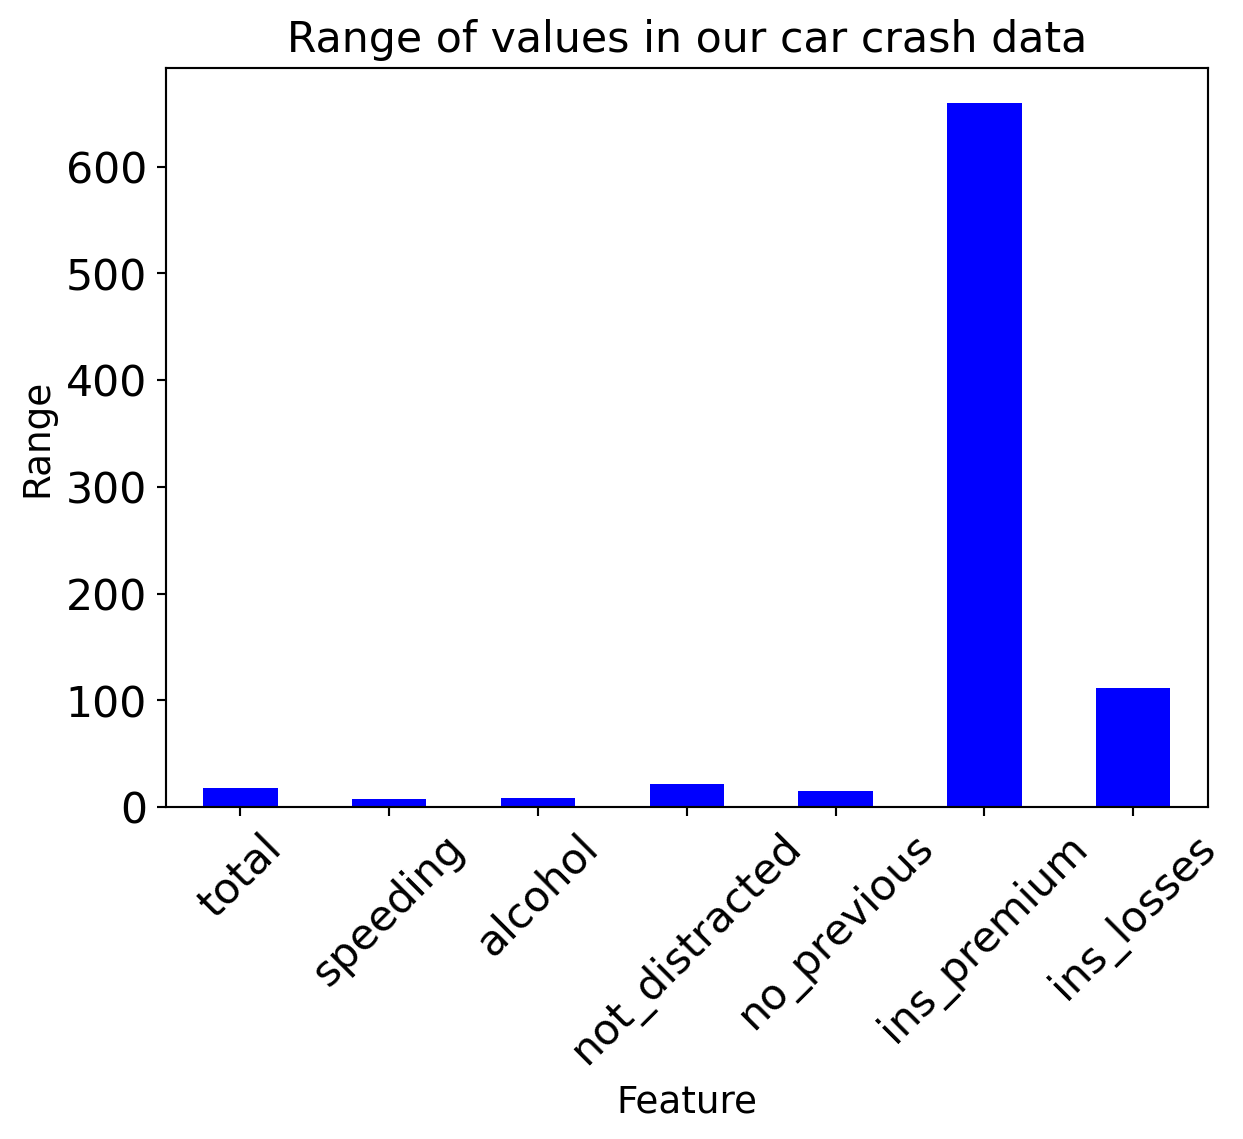 Range of values in our car crash data
Range
600
500
400
300
200
100
0
total
speeding
alcohol
not_distracted
no_previous
ins_premium
ins_losses
Feature